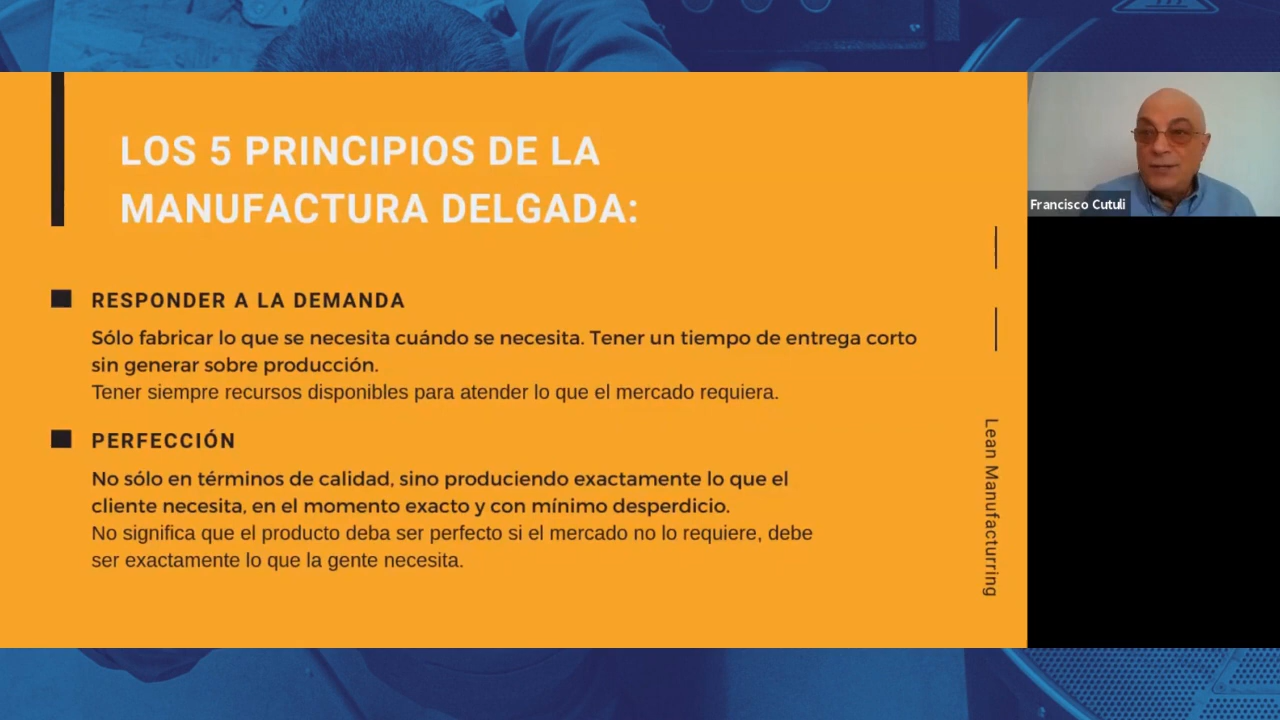 LOS 5 PRINCIPIOS DE LA
MANUFACTURA DELGADA:
RESPONDER A LA DEMANDA
Sólo fabricar lo que se necesita cuándo se necesita. Tener un tiempo de entrega corto
sin generar sobre producción.
Tener siempre recursos disponibles para atender lo que el mercado requiera.
PERFECCIÓN
No sólo en términos de calidad, sino produciendo exactamente lo que el
cliente necesita, en el momento exacto y con mínimo desperdicio.
No significa que el producto deba ser perfecto si el mercado no lo requiere, debe
ser exactamente lo que la gente necesita.
Lean Manufacturring
Francisco Cutuli